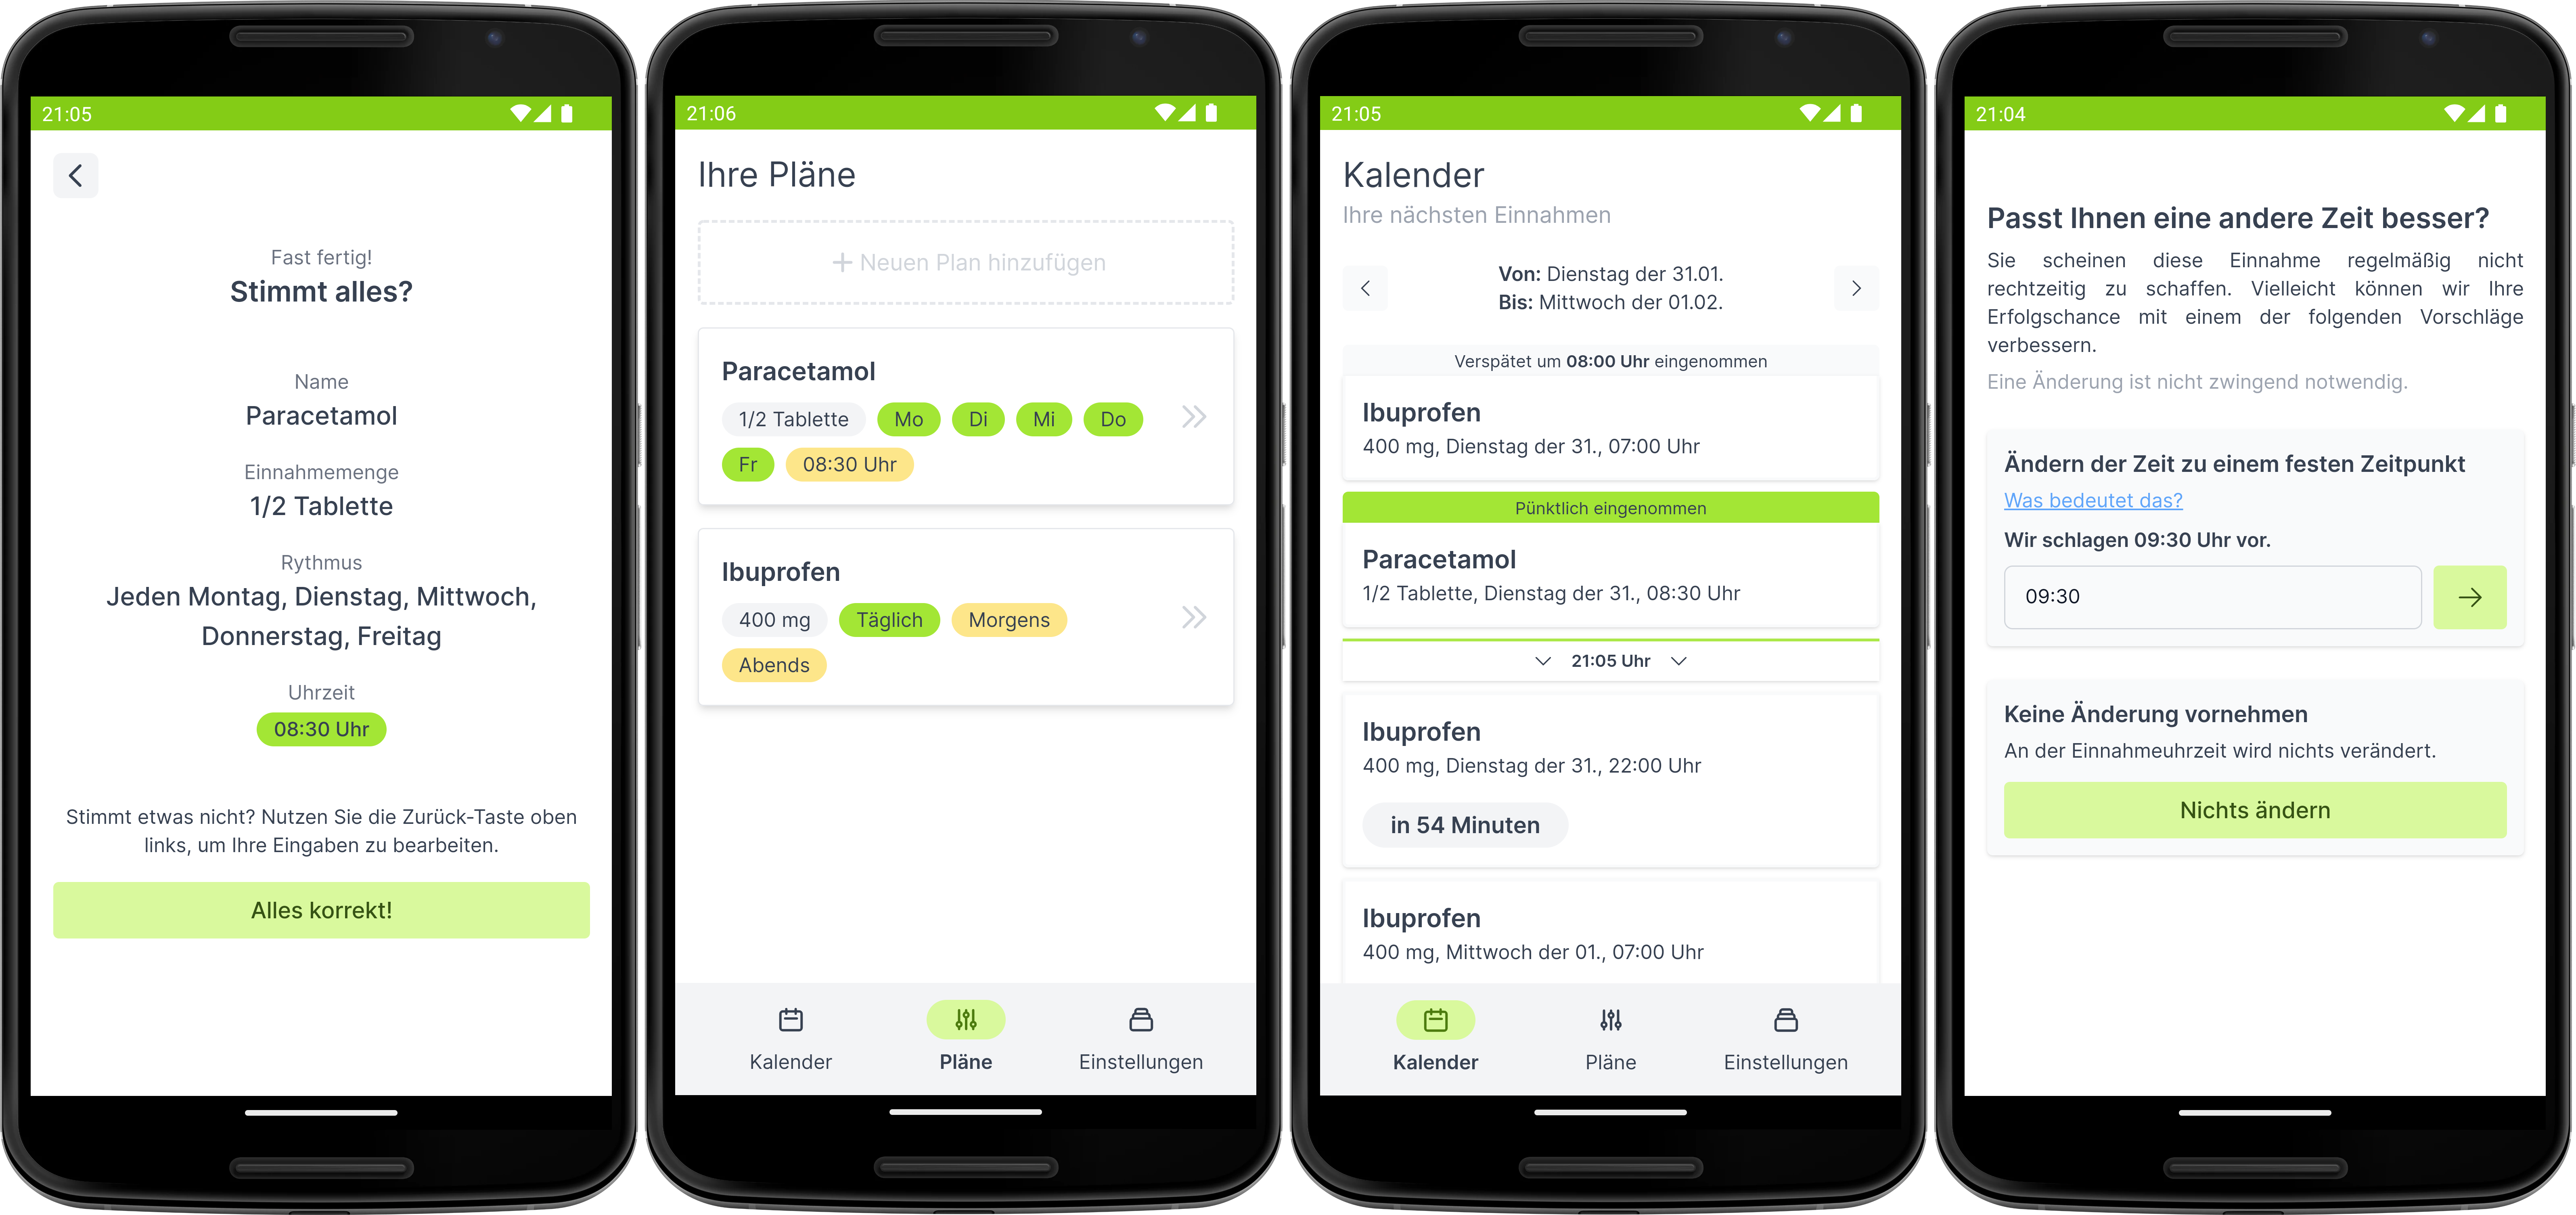 21:05
Fast fertig!
Stimmt alles?
Name
Paracetamol
Einnahmemenge
1/2 Tablette
Rythmus
Jeden Montag, Dienstag, Mittwoch,
Donnerstag, Freitag
Uhrzeit
08:30 Uhr
Stimmt etwas nicht? Nutzen Sie die Zurück-Taste oben
links, um Ihre Eingaben zu bearbeiten.
Alles korrekt!
21:06
Ihre Pläne
+ Neuen Plan hinzufügen
Paracetamol
1/2 Tablette Mo Di Mi Do
Fr 08:30 Uhr
Ibuprofen
400 mg Täglich Morgens
Abends
Kalender Pläne Einstellungen
21:05
Kalender
Ihre nächsten Einnahmen
Von: Dienstag der 31.01.
Bis: Mittwoch der 01.02.
Verspätet um 08:00 Uhr eingenommen
Ibuprofen
400 mg, Dienstag der 31., 07:00 Uhr
Pünktlich eingenommen
Paracetamol
1/2 Tablette, Dienstag der 31., 08:30 Uhr
21:05 Uhr
Ibuprofen
400 mg, Dienstag der 31., 22:00 Uhr
in 54 Minuten
Ibuprofen
400 mg, Mittwoch der 01., 07:00 Uhr
Kalender Pläne Einstellungen
21:04
Passt Ihnen eine andere Zeit besser?
Sie scheinen diese Einnahme regelmäßig nicht
rechtzeitig zu schaffen. Vielleicht können wir Ihre
Erfolgschance mit einem der folgenden Vorschläge
verbessern.
Eine Änderung ist nicht zwingend notwendig.
Ändern der Zeit zu einem festen Zeitpunkt
Was bedeutet das?
Wir schlagen 09:30 Uhr vor.
09:30
Keine Änderung vornehmen
An der Einnahmeuhrzeit wird nichts verändert.
Nichts ändern